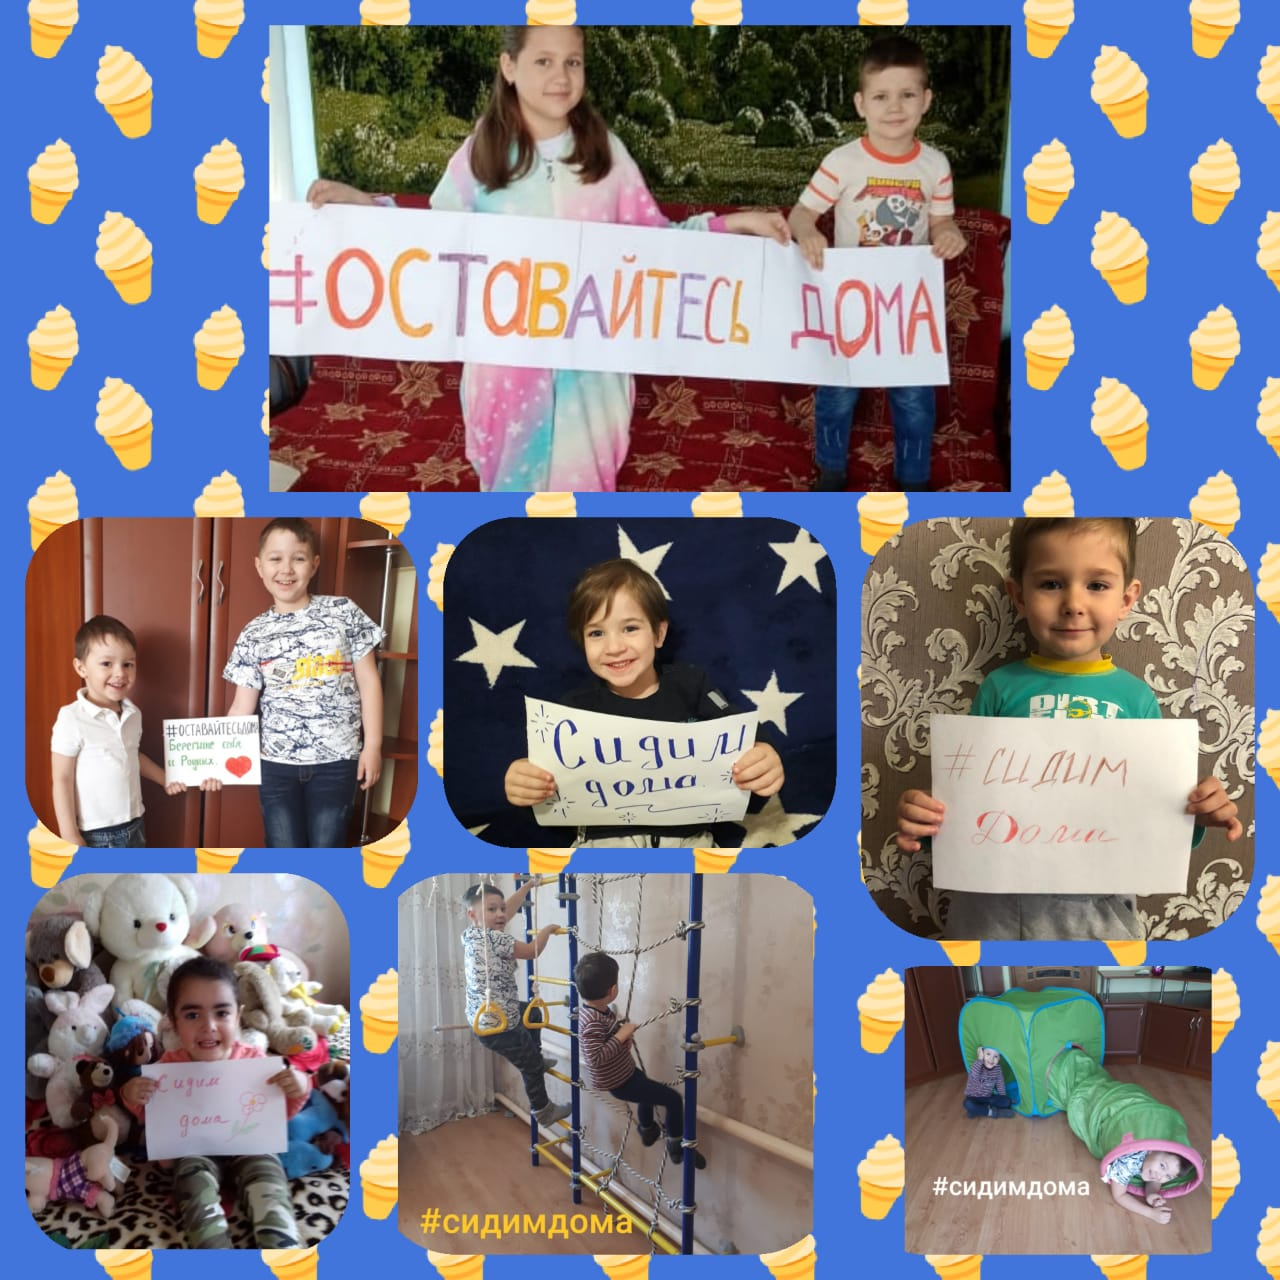 #ОСТАВАЙТЕСЬ ДОМА
#ОСТАВАЙТЕСЬДОМА
Берегите себя
и Родных.
Сидим
дома.
#СИДИМ
Дома
Сидим
дома
#сидимдома
#сидимдома